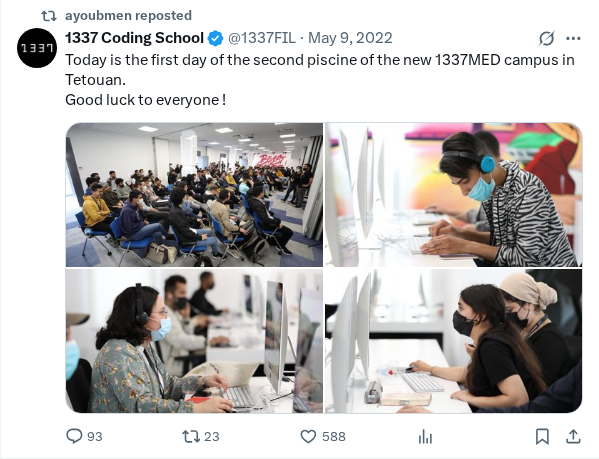 ayoubmen reposted
1337
1337 Coding School @1337FIL · May 9, 2022
Today is the first day of the second piscine of the new 1337MED campus in
Tetouan.
Good luck to everyone !
93 23 588